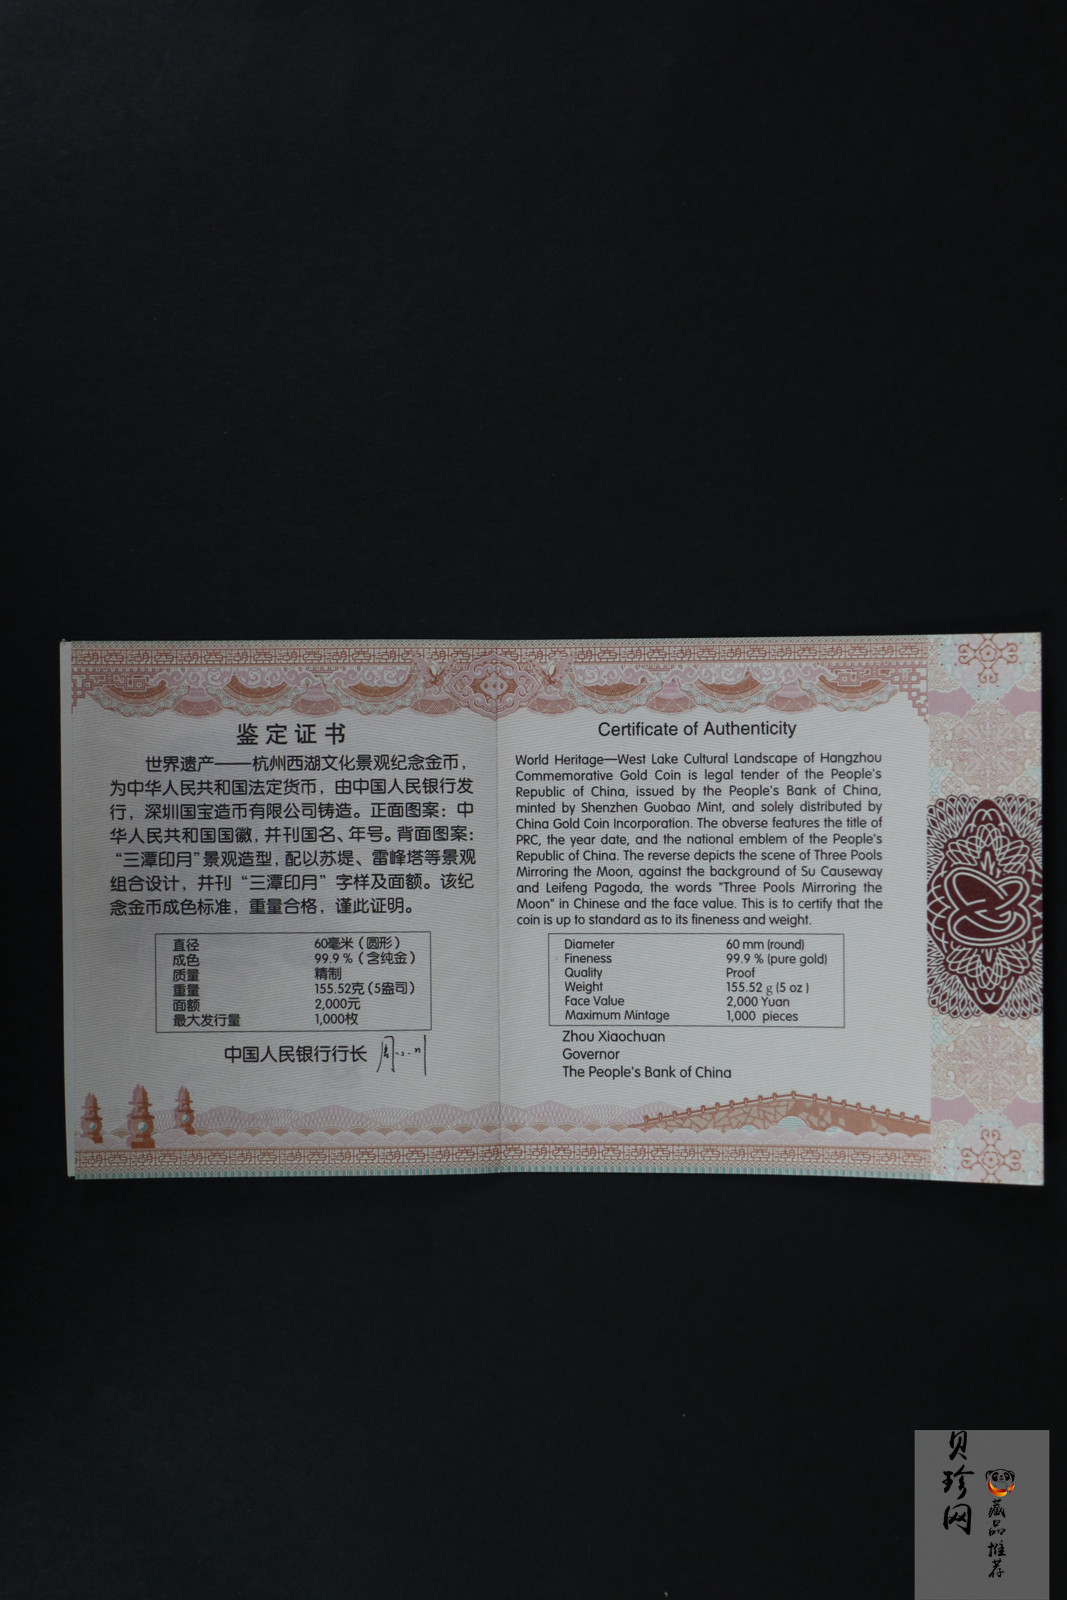 鉴定证书
世界遗产——杭州西湖文化景观纪念金币，
为中华人民共和国法定货币，由中国人民银行发
行，深圳国宝造币有限公司铸造。正面图案：中
华人民共和国国徽，并刊国名、年号。背面图案：
“三潭印月”景观造型，配以苏堤、雷峰塔等景观
组合设计，并刊“三潭印月”字样及面额。该纪
念金币成色标准，重量合格，谨此证明。
直径 60毫米（圆形）
成色 99.9％（含纯金）
质量 精制
重量 155.52克（5盎司）
面额 2,000元
最大发行量 1,000枚
中国人民银行行长
Certificate of Authenticity
World Heritage—West Lake Cultural Landscape of Hangzhou
Commemorative Gold Coin is legal tender of the People's
Republic of China, issued by the People's Bank of China,
minted by Shenzhen Guobao Mint, and solely distributed by
China Gold Coin Incorporation. The obverse features the title of
PRC, the year date, and the national emblem of the People's
Republic of China. The reverse depicts the scene of Three Pools
Mirroring the Moon, against the background of Su Causeway
and Leifeng Pagoda, the words "Three Pools Mirroring the
Moon" in Chinese and the face value. This is to certify that the
coin is up to standard as to its fineness and weight.
Diameter 60 mm (round)
Fineness 99.9 % (pure gold)
Quality Proof
Weight 155.52 g (5 oz )
Face Value 2,000 Yuan
Maximum Mintage 1,000 pieces
Zhou Xiaochuan
Governor
The People's Bank of China
贝珍网
藏品推荐